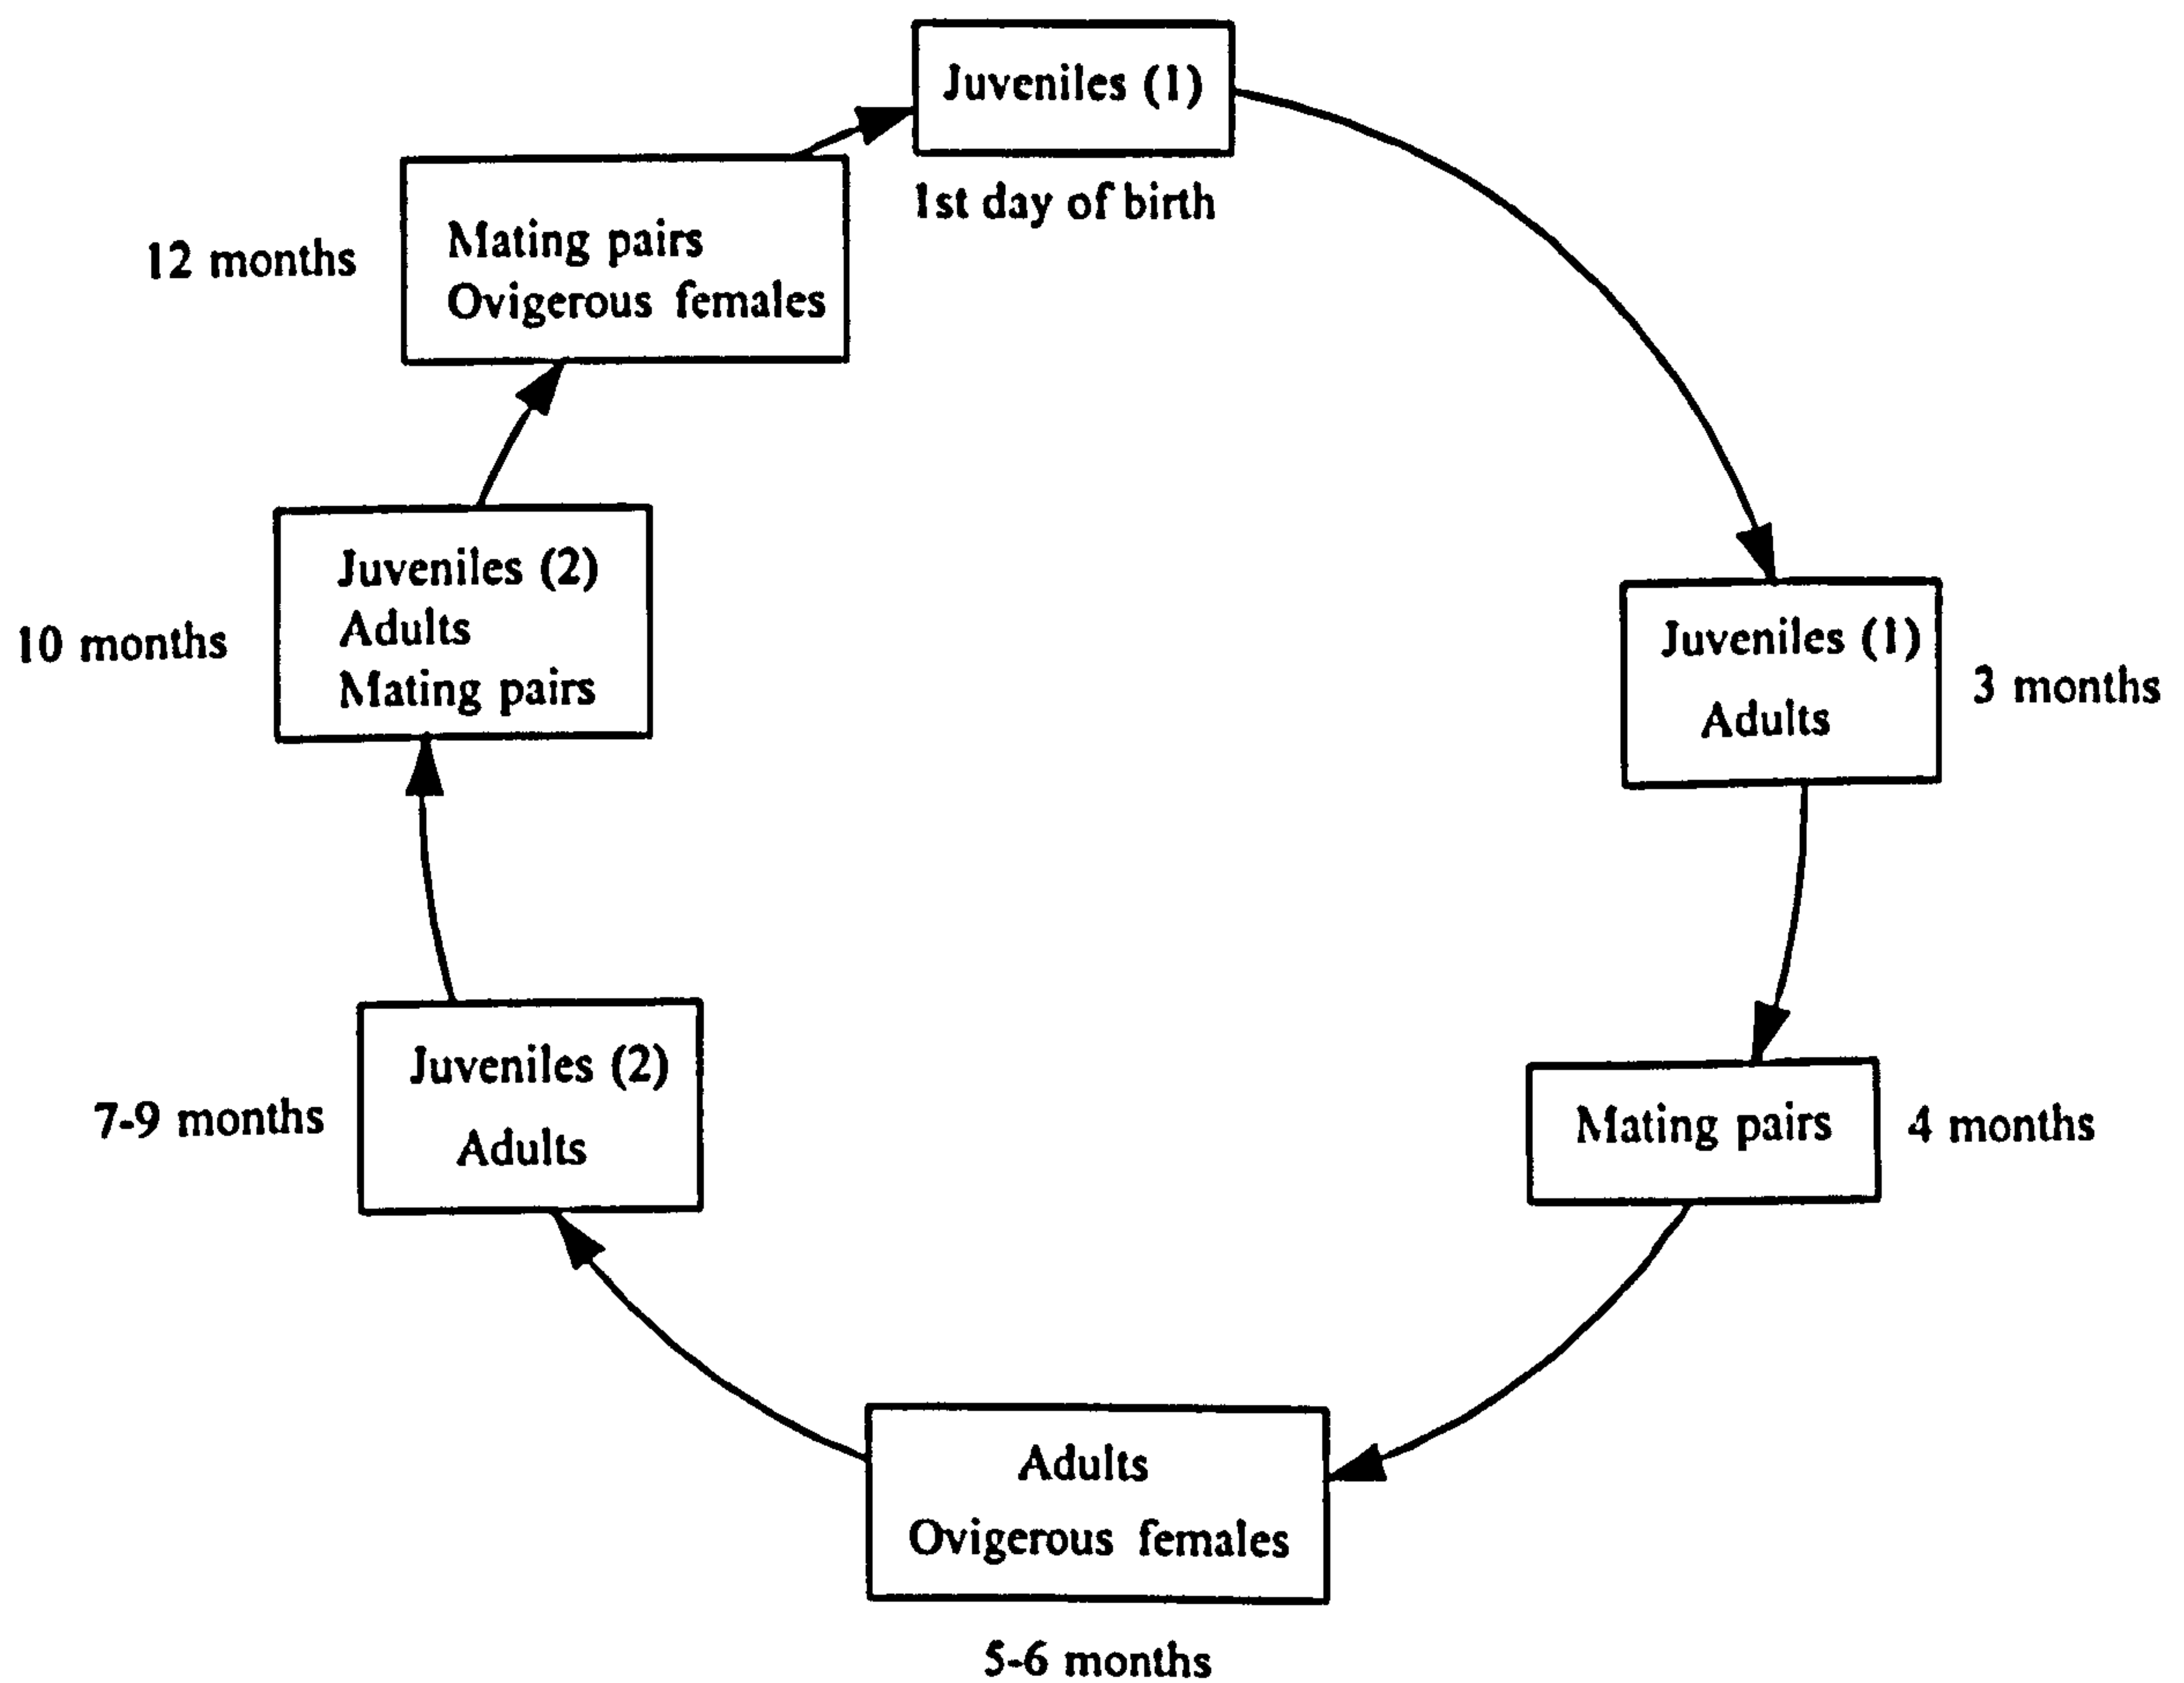 Juveniles (1)
1st day of birth
Juveniles (1)
Adults
3 months
Mating pairs
4 months
Adults
Ovigerous females
5-6 months
Juveniles (2)
Adults
7-9 months
Juveniles (2)
Adults
Mating pairs
10 months
Mating pairs
Ovigerous females
12 months